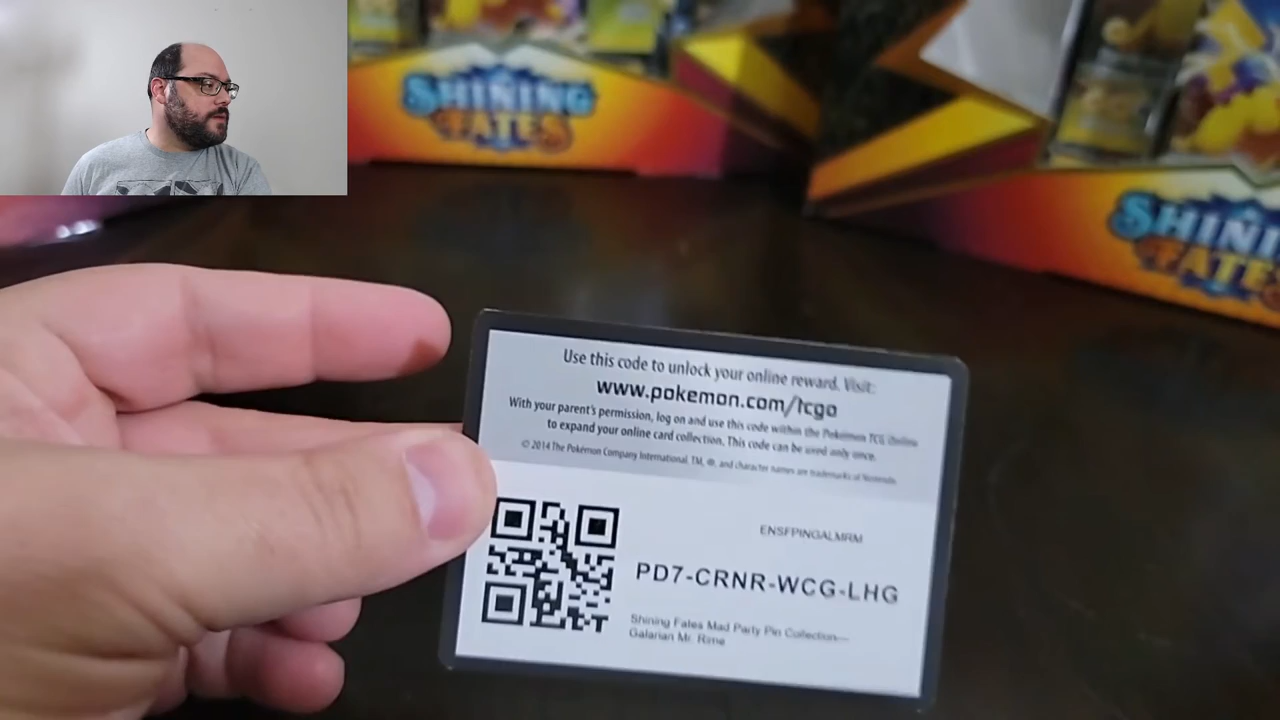 SHINING
FATES
SHINI
FATE
Use this code to unlock your online reward. Visit:
www.pokemon.com/tcgo
With your parent's permission, log on and use this code within the Pokémon TCG Online
to expand your online card collection. This code can be used only once.
© 2014 The Pokémon Company International. TM, ®, and character names are trademarks of Nintendo.
ENSFPINGALMRM
PD7-CRNR-WCG-LHG
Shining Fates Mad Party Pin Collection—
Galarian Mr. Rime